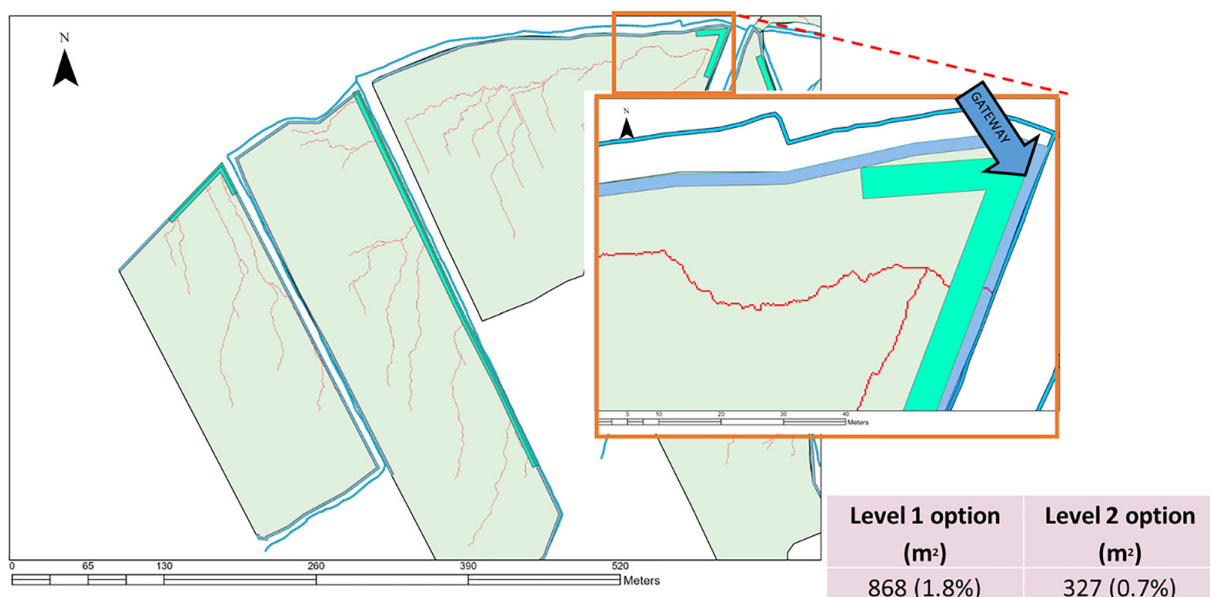 N
N
GATEWAY
0 5 10 20 30 40
Meters
0 65 130 260 390 520
Meters
Level 1 option Level 2 option
(m²) (m²)
868 (1.8%) 327 (0.7%)